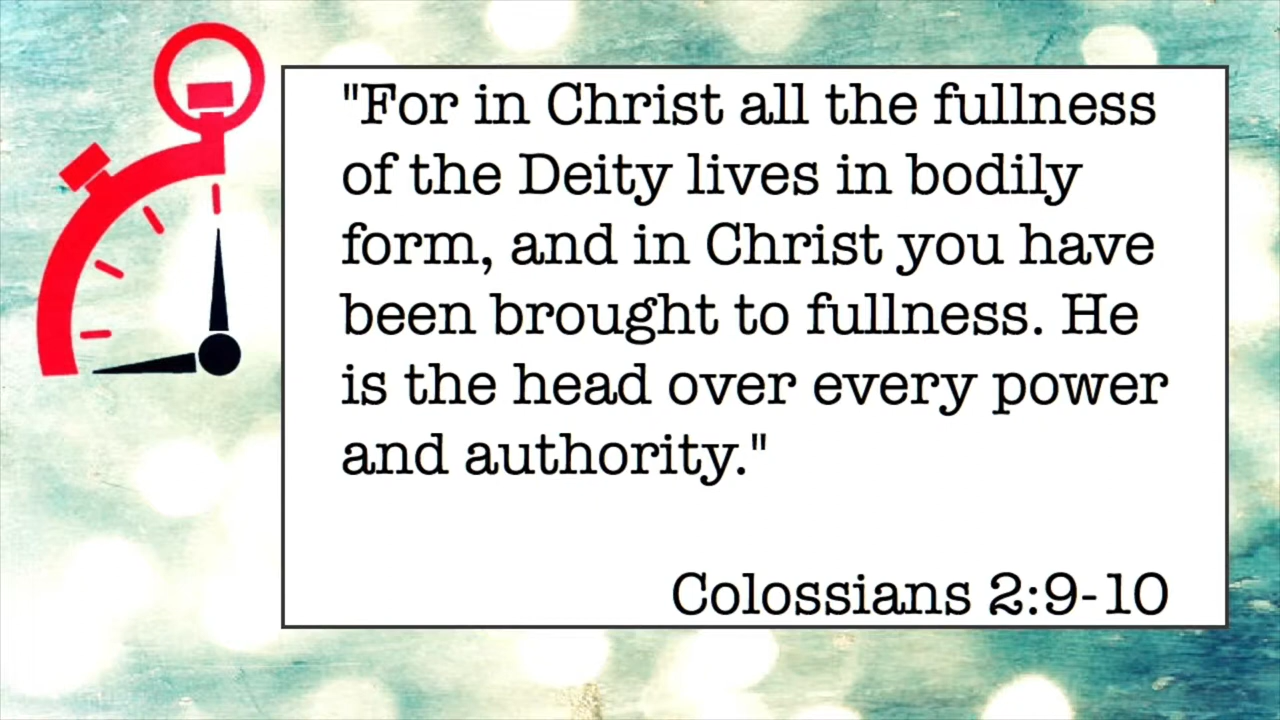 "For in Christ all the fullness
of the Deity lives in bodily
form, and in Christ you have
been brought to fullness. He
is the head over every power
and authority."
Colossians 2:9-10